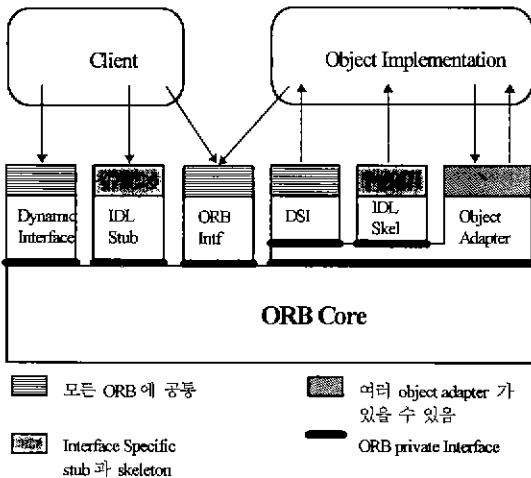 Client
Object Implementation
Dynamic
Interface
IDL
Stub
ORB
Intf
DSI
IDL
Skel
Object
Adapter
ORB Core
모든 ORB 에 공통
여러 object adapter 가
있을 수 있음
Interface Specific
stub 과 skeleton
ORB private Interface